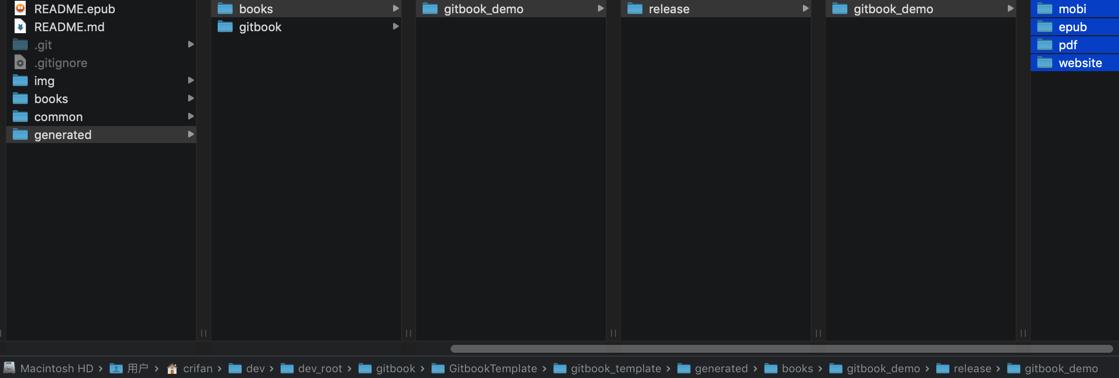 README.epub
README.md
.git
.gitignore
img
books
common
generated
books
gitbook
gitbook_demo
release
gitbook_demo
mobi
epub
pdf
website
Macintosh HD › 用户 › crifan › dev › dev_root › gitbook › GitbookTemplate › gitbook_template › generated › books › gitbook_demo › release › gitbook_demo